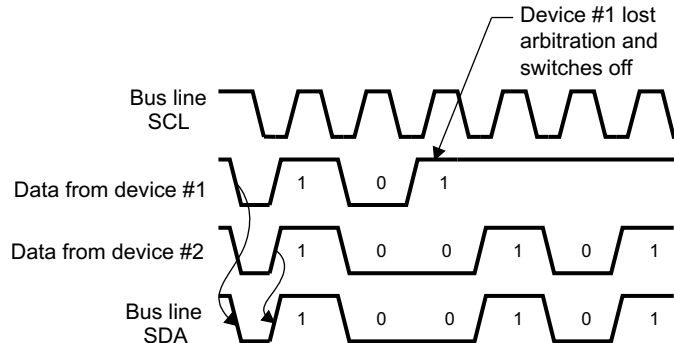 Device #1 lost
arbitration and
switches off
Bus line
SCL
Data from device #1
1 0 1
Data from device #2
1 0 0 1 0 1
Bus line
SDA
1 0 0 1 0 1